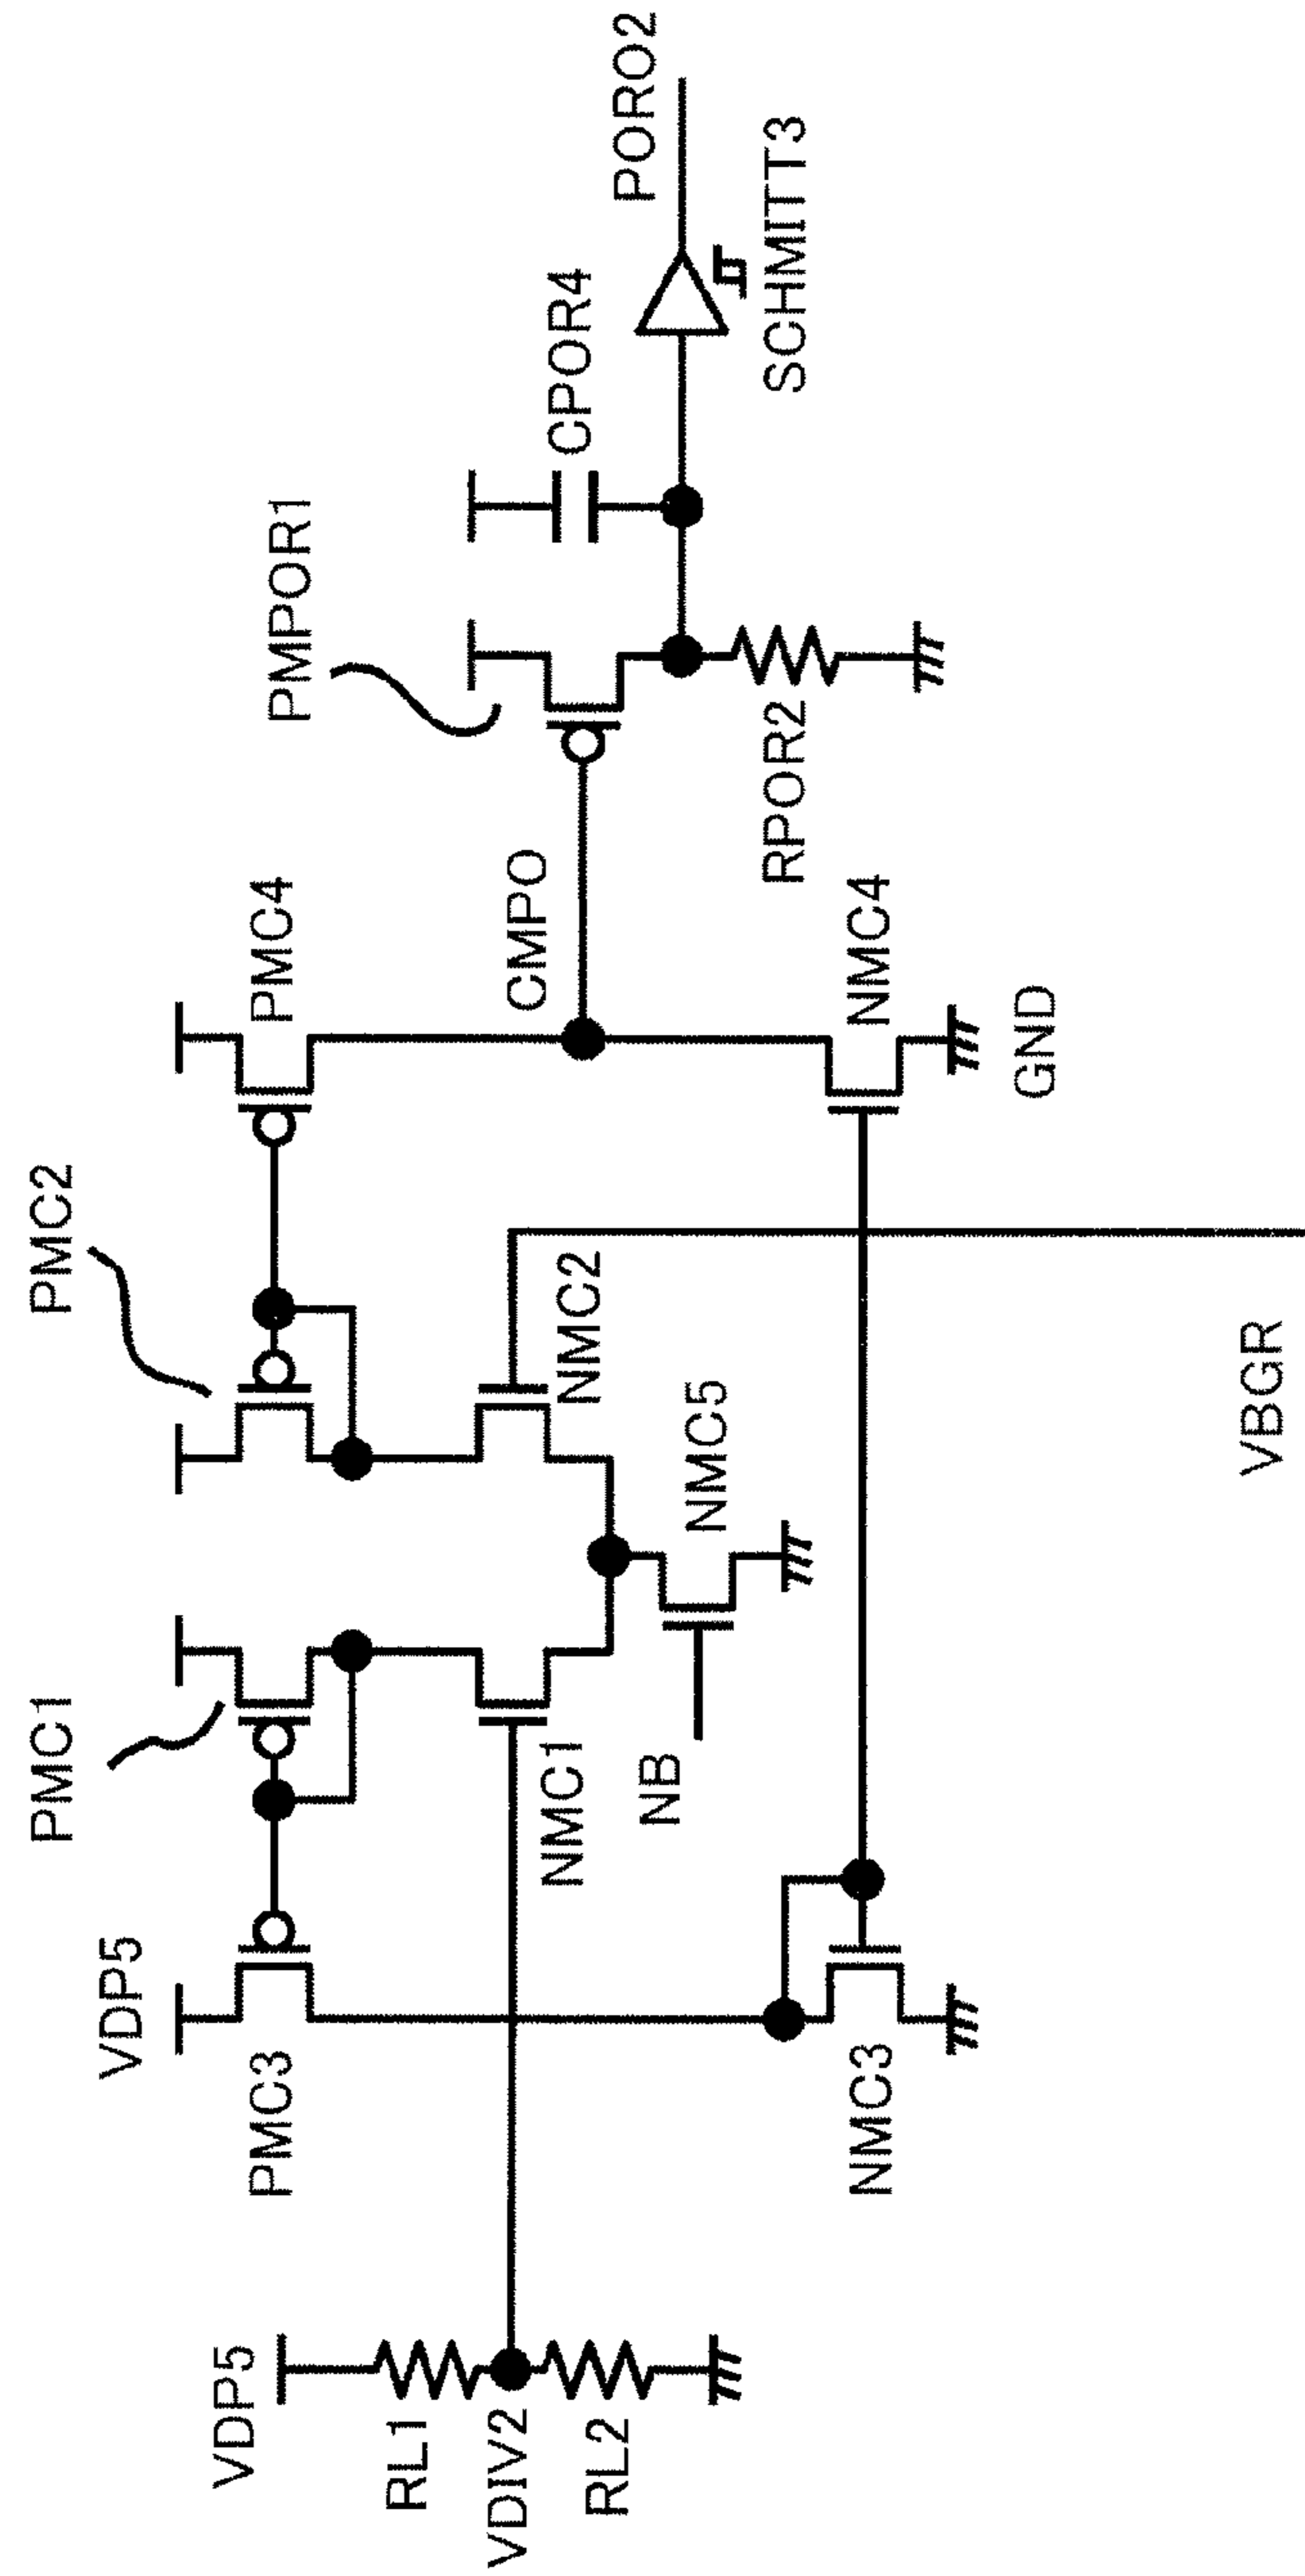 VDP5
RL1
VDIV2
RL2
VDP5
PMC3
NMC3
PMC1
NMC1
NB
NMC5
PMC2
NMC2
VBGR
PMC4
CMPO
NMC4
GND
PMPOR1
RPOR2
CPOR4
SCHMITT3
PORO2